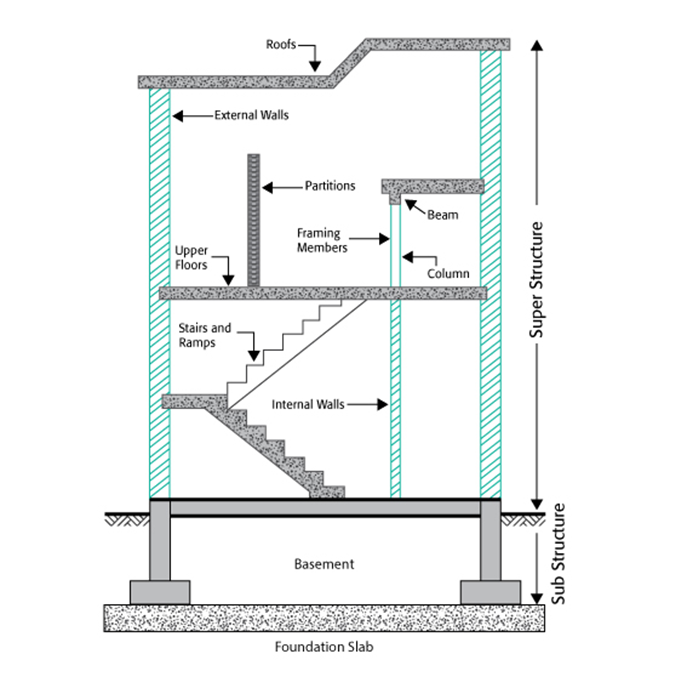 Roofs
External Walls
Partitions
Beam
Framing
Members
Column
Upper
Floors
Stairs and
Ramps
Internal Walls
Super Structure
Sub Structure
Basement
Foundation Slab